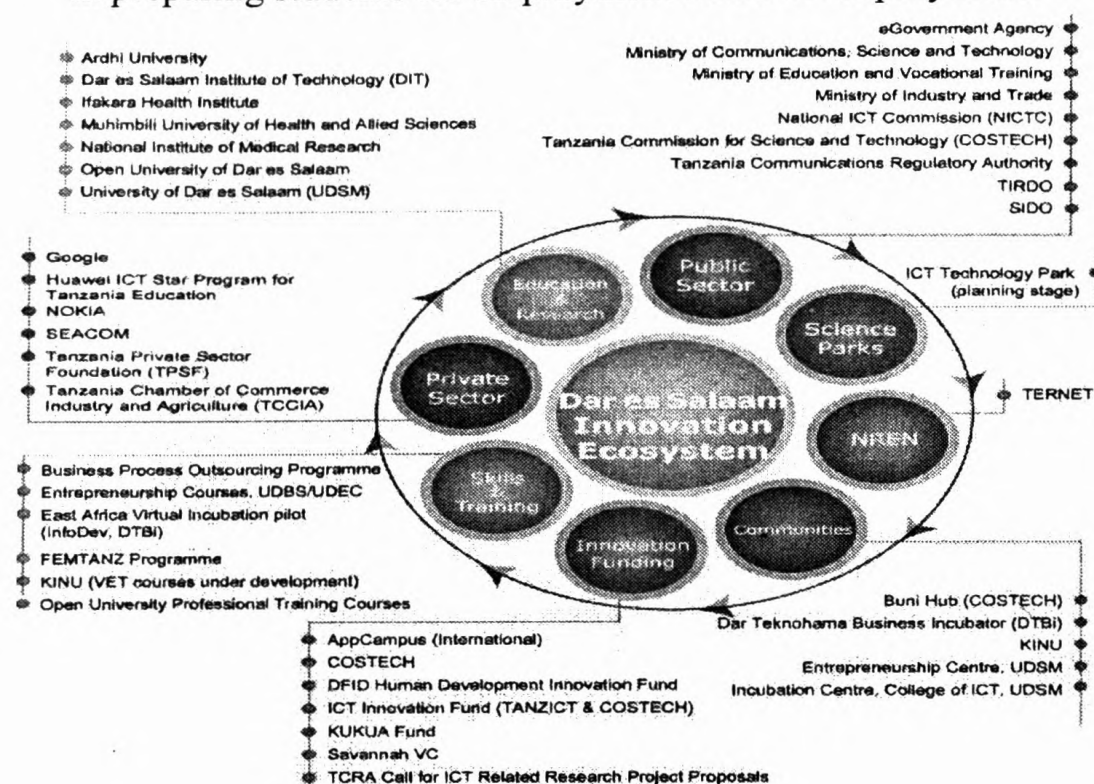 Ardhi University
Dar es Salaam Institute of Technology (DIT)
Ifakara Health Institute
Muhimbili University of Health and Allied Sciences
National Institute of Medical Research
Open University of Dar es Salaam
University of Dar es Salaam (UDSM)
eGovernment Agency
Ministry of Communications, Science and Technology
Ministry of Education and Vocational Training
Ministry of Industry and Trade
National ICT Commission (NICTC)
Tanzania Commission for Science and Technology (COSTECH)
Tanzania Communications Regulatory Authority
TIRDO
SIDO
Google
Huawei ICT Star Program for
Tanzania Education
NOKIA
SEACOM
Tanzania Private Sector
Foundation (TPSF)
Tanzania Chamber of Commerce
Industry and Agriculture (TCCIA)
Education
&
Research
Public
Sector
ICT Technology Park
(planning stage)
Science
Parks
Private
Sector
Dar es Salaam
Innovation
Ecosystem
TERNET
NREN
Skills
&
Training
Communities
Innovation
Funding
Business Process Outsourcing Programme
Entrepreneurship Courses, UDBS/UDEC
East Africa Virtual Incubation pilot
(InfoDev, DTBi)
FEMTANZ Programme
KINU (VET courses under development)
Open University Professional Training Courses
Buni Hub (COSTECH)
Dar Teknohama Business Incubator (DTBi)
KINU
Entrepreneurship Centre, UDSM
Incubation Centre, College of ICT, UDSM
AppCampus (International)
COSTECH
DFID Human Development Innovation Fund
ICT Innovation Fund (TANZICT & COSTECH)
KUKUA Fund
Savannah VC
TCRA Call for ICT Related Research Project Proposals